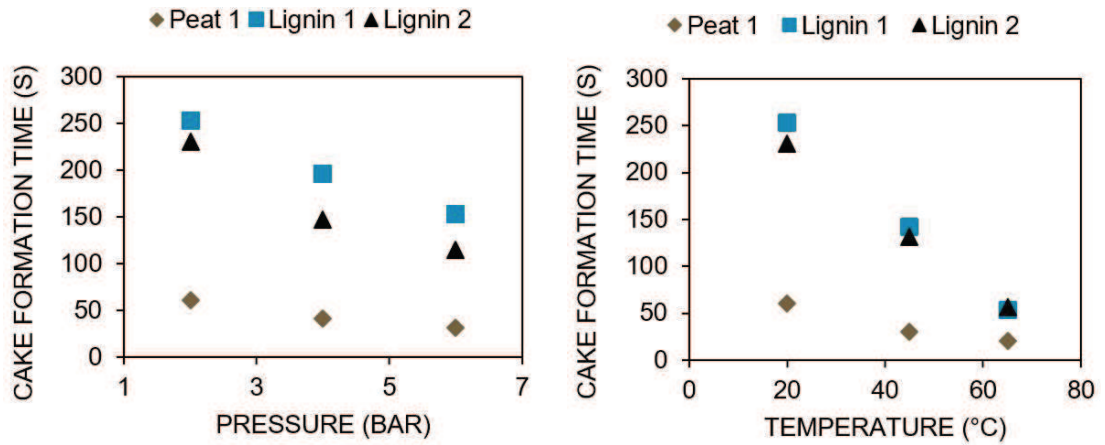 Peat 1 Lignin 1 Lignin 2
CAKE FORMATION TIME (S)
300
250
200
150
100
50
0
1 3 5 7
PRESSURE (BAR)
Peat 1 Lignin 1 Lignin 2
CAKE FORMATION TIME (S)
300
250
200
150
100
50
0
0 20 40 60 80
TEMPERATURE (°C)